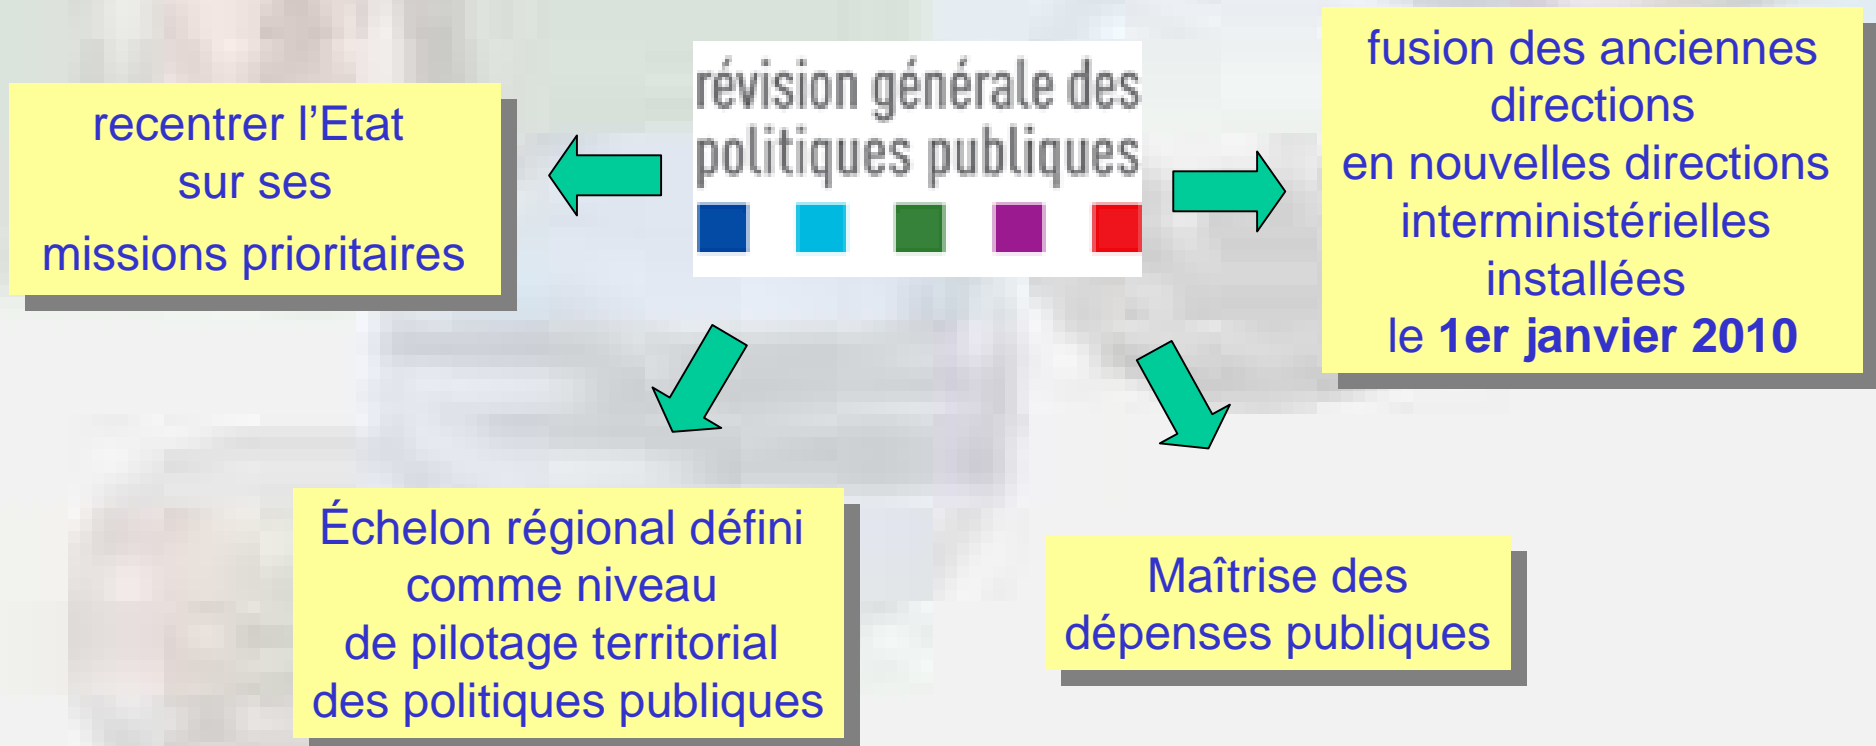 révision générale des
politiques publiques
recentrer l’Etat
sur ses
missions prioritaires
fusion des anciennes
directions
en nouvelles directions
interministérielles
installées
le 1er janvier 2010
Échelon régional défini
comme niveau
de pilotage territorial
des politiques publiques
Maîtrise des
dépenses publiques